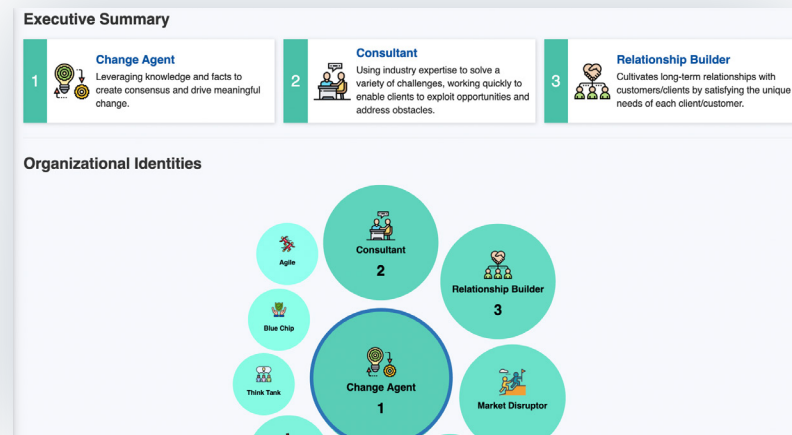 Executive Summary
1
Change Agent
Leveraging knowledge and facts to
create consensus and drive meaningful
change.
2
Consultant
Using industry expertise to solve a
variety of challenges, working quickly to
enable clients to exploit opportunities and
address obstacles.
3
Relationship Builder
Cultivates long-term relationships with
customers/clients by satisfying the unique
needs of each client/customer.
Organizational Identities
Consultant
2
Agile
Relationship Builder
3
Blue Chip
Change Agent
1
Think Tank
Market Disruptor